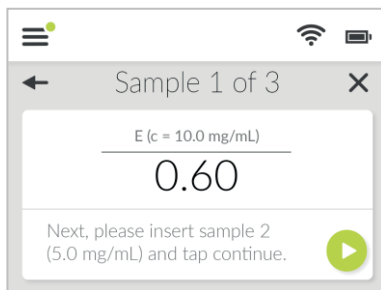 Sample 1 of 3
E (c = 10.0 mg/mL)
0.60
Next, please insert sample 2
(5.0 mg/mL) and tap continue.